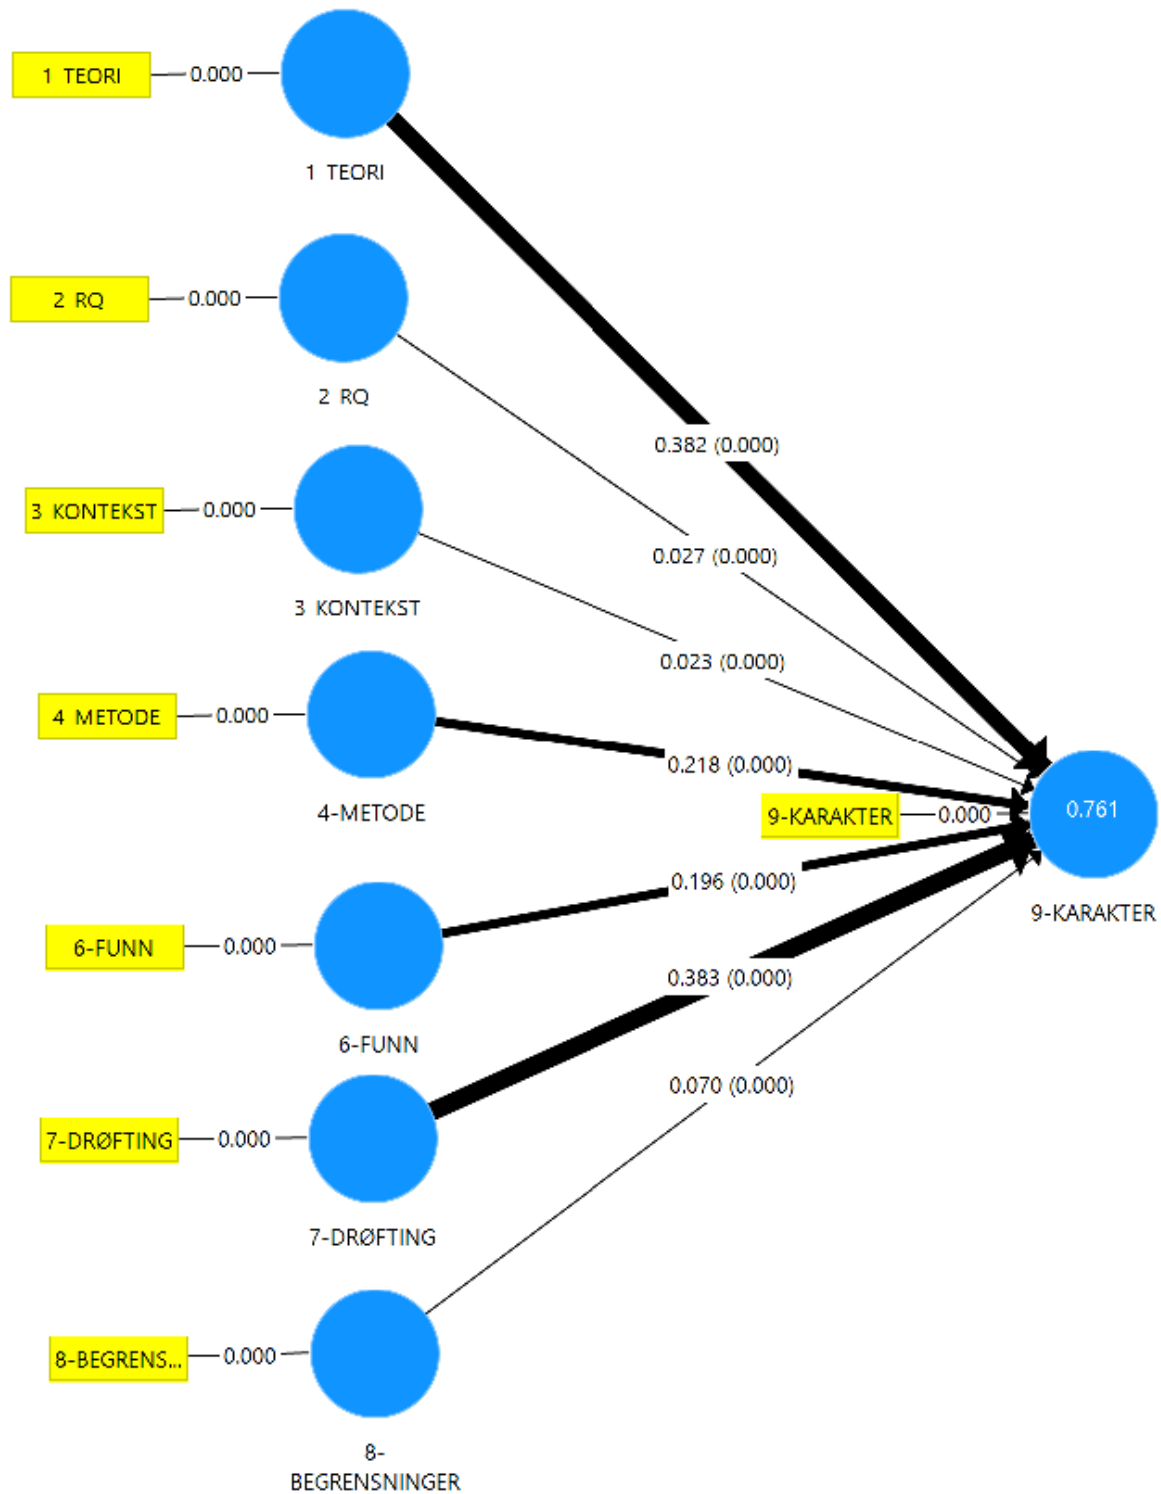 1 TEORI
0.000
1 TEORI
2 RQ
0.000
2 RQ
0.382 (0.000)
3 KONTEKST
0.000
0.027 (0.000)
3 KONTEKST
0.023 (0.000)
4 METODE
0.000
0.218 (0.000)
4-METODE
9-KARAKTER
0.000
0.761
0.196 (0.000)
9-KARAKTER
6-FUNN
0.000
0.383 (0.000)
6-FUNN
0.070 (0.000)
7-DRØFTING
0.000
7-DRØFTING
8-BEGRENS...
0.000
8-
BEGRENSNINGER